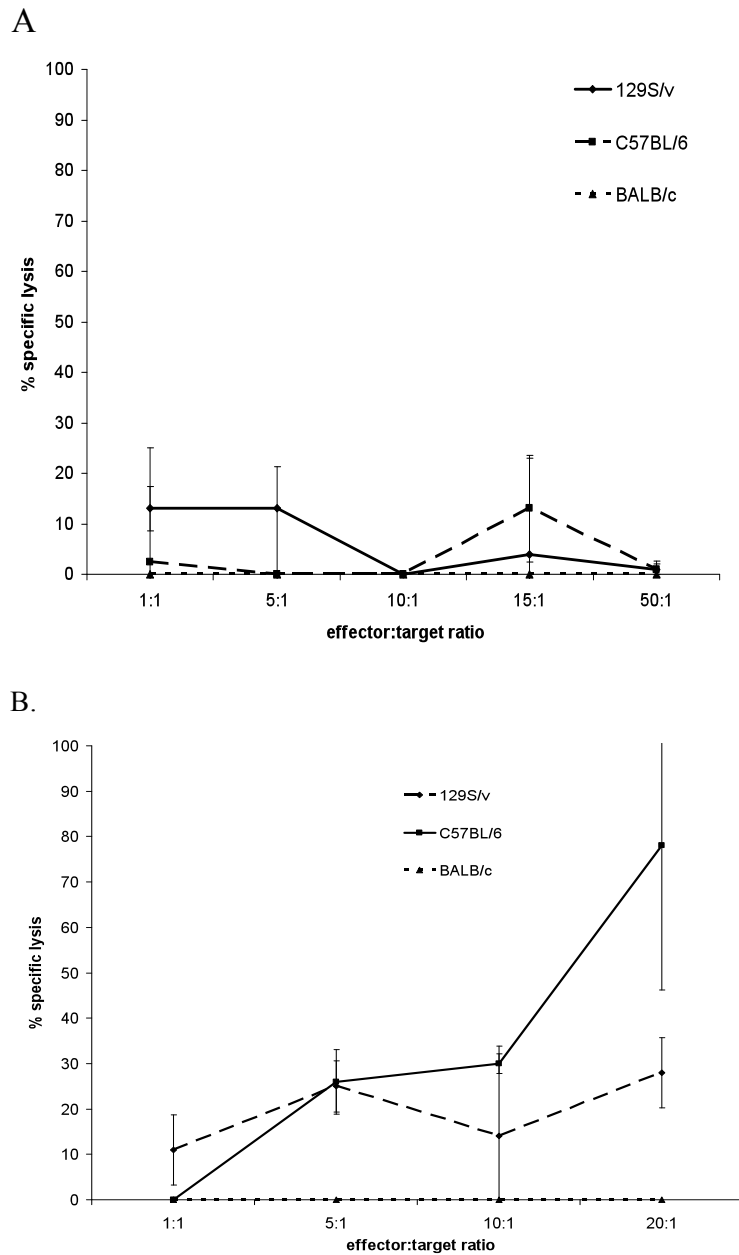 A
100
90
80
70
60
50
40
30
20
10
0
% specific lysis
129S/v
C57BL/6
BALB/c
1:1 5:1 10:1 15:1 50:1
effector:target ratio
B.
100
90
80
70
60
50
40
30
20
10
0
% specific lysis
129S/v
C57BL/6
BALB/c
1:1 5:1 10:1 20:1
effector:target ratio